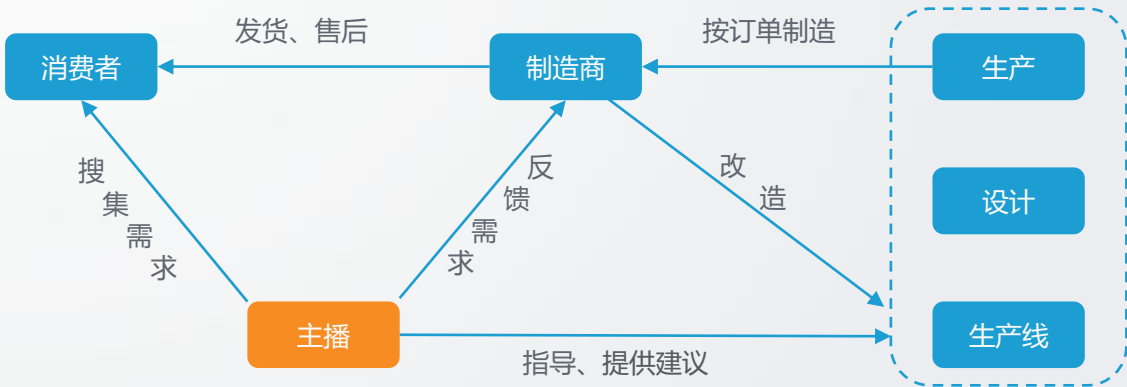 发货、售后
按订单制造
消费者
制造商
生产
搜集需求
反馈需求
改造
设计
主播
生产线
指导、提供建议